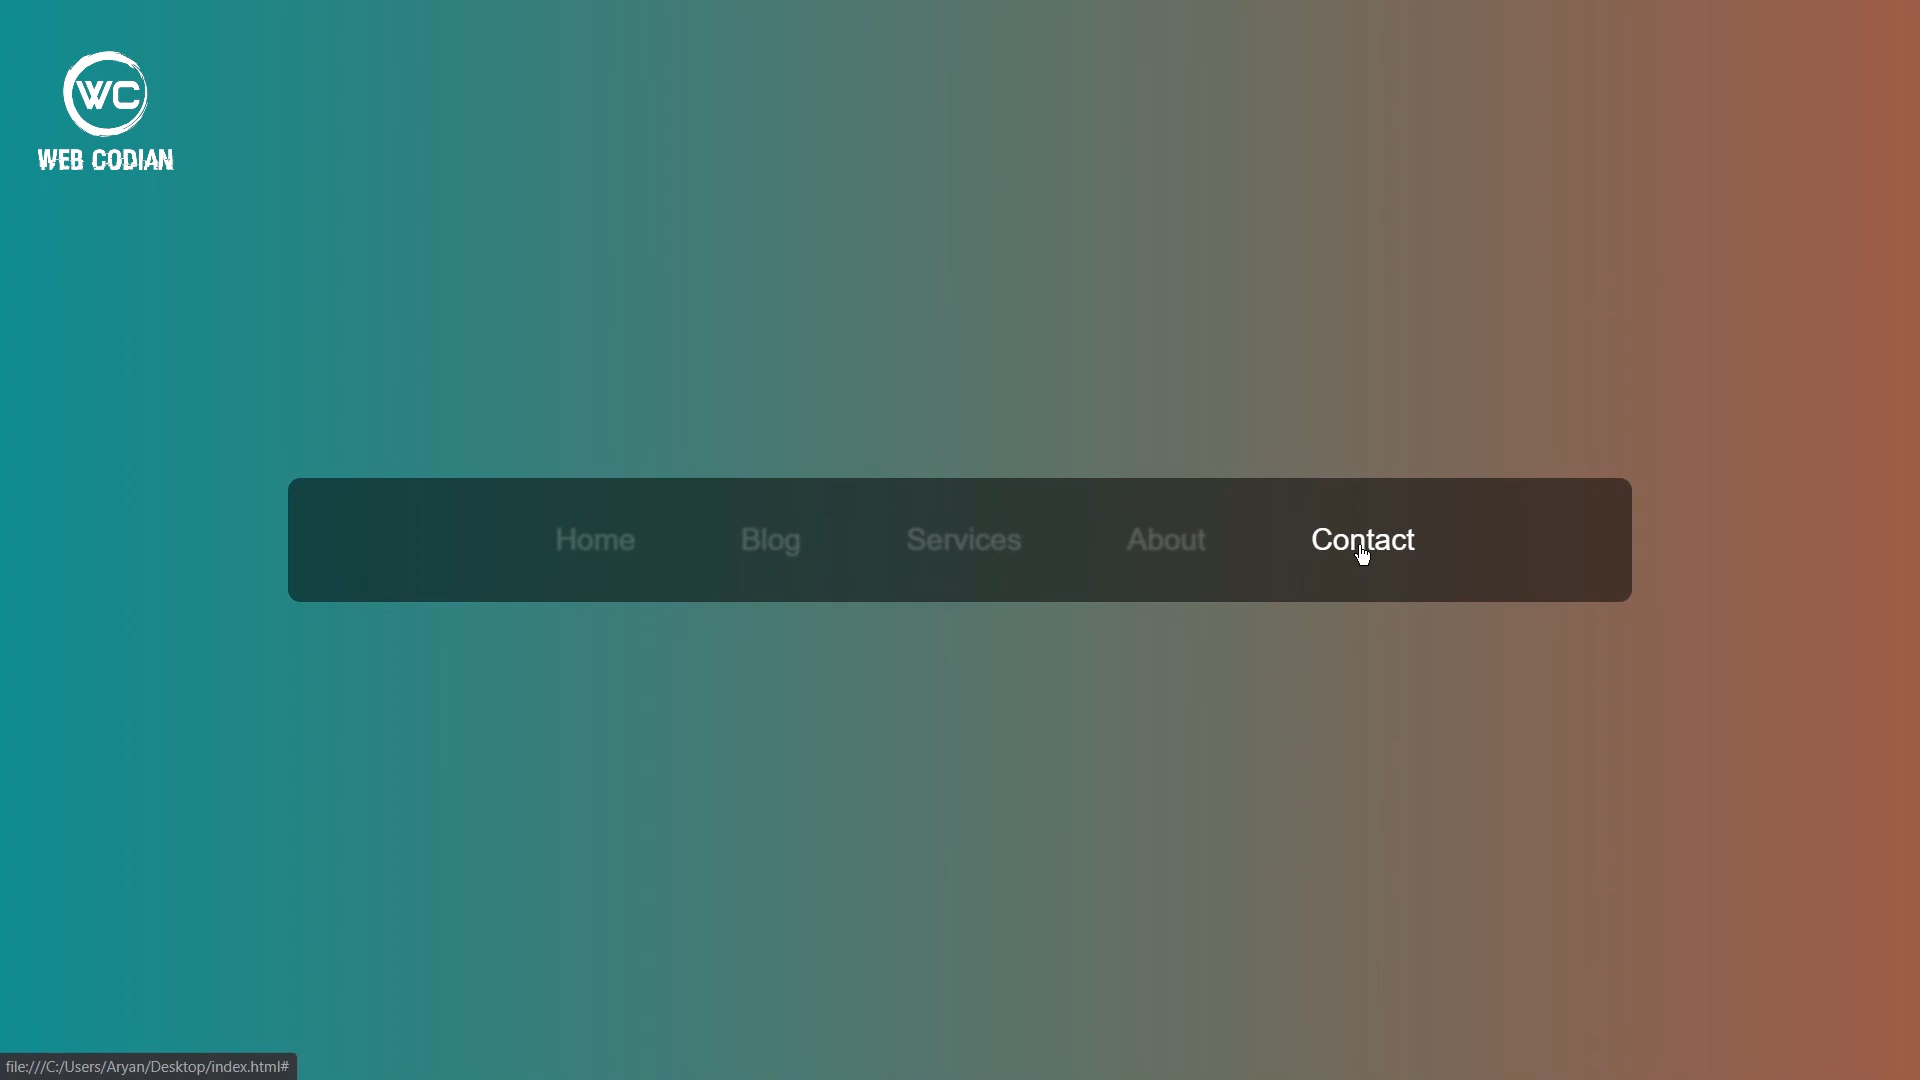 WC
WEB CODIAN
Home Blog Services About Contact
file:///C:/Users/Aryan/Desktop/index.html#